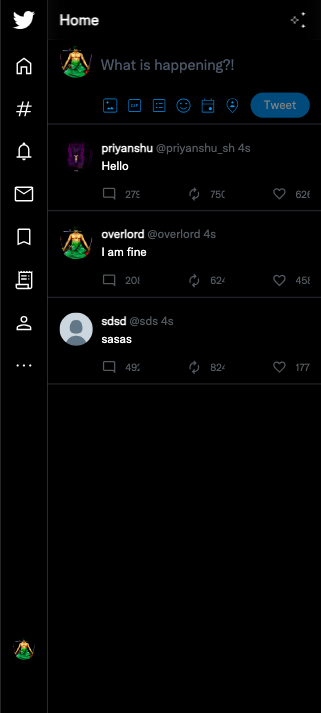 Home
What is happening?!
GIF
Tweet
priyanshu @priyanshu_sh 4s
Hello
279 750 626
overlord @overlord 4s
I am fine
208 624 458
sdsd @sds 4s
sasas
492 824 177